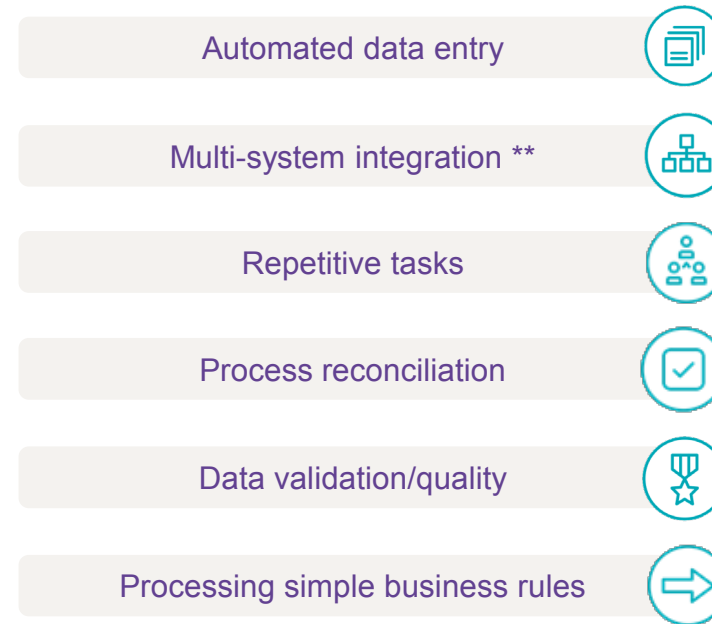 Automated data entry
Multi-system integration **
Repetitive tasks
Process reconciliation
Data validation/quality
Processing simple business rules